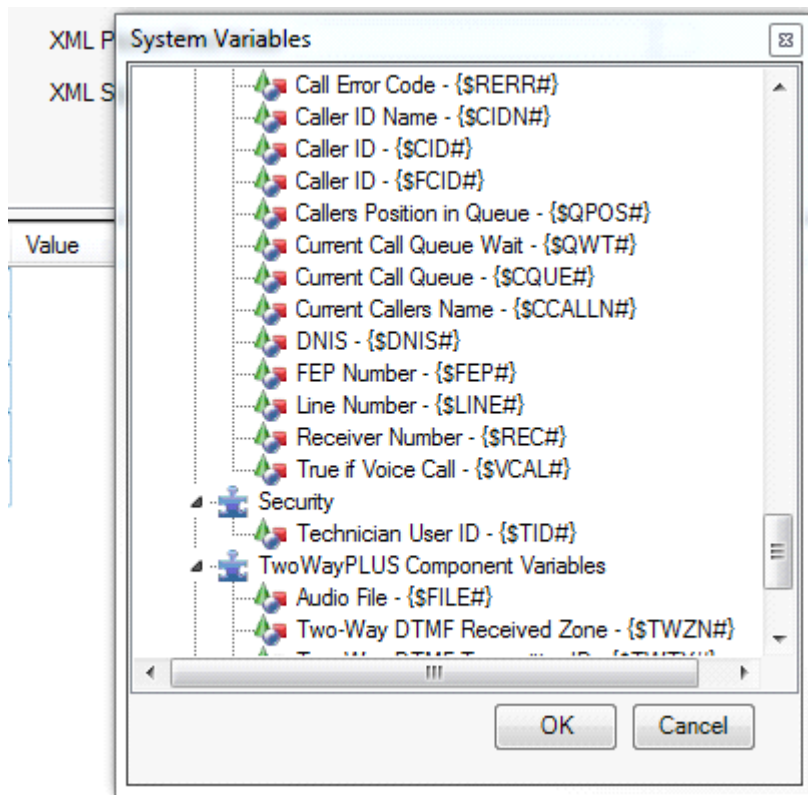 XML P
System Variables
XML S
Call Error Code - {$RERR#}
Caller ID Name - {$CIDN#}
Caller ID - {$CID#}
Caller ID - {$FCID#}
Callers Position in Queue - {$QPOS#}
Value
Current Call Queue Wait - {$QWT#}
Current Call Queue - {$CQUE#}
Current Callers Name - {$CCALLN#}
DNIS - {$DNIS#}
FEP Number - {$FEP#}
Line Number - {$LINE#}
Receiver Number - {$REC#}
True if Voice Call - {$VCAL#}
Security
Technician User ID - {$TID#}
TwoWayPLUS Component Variables
Audio File - {$FILE#}
Two-Way DTMF Received Zone - {$TWZN#}
OK
Cancel